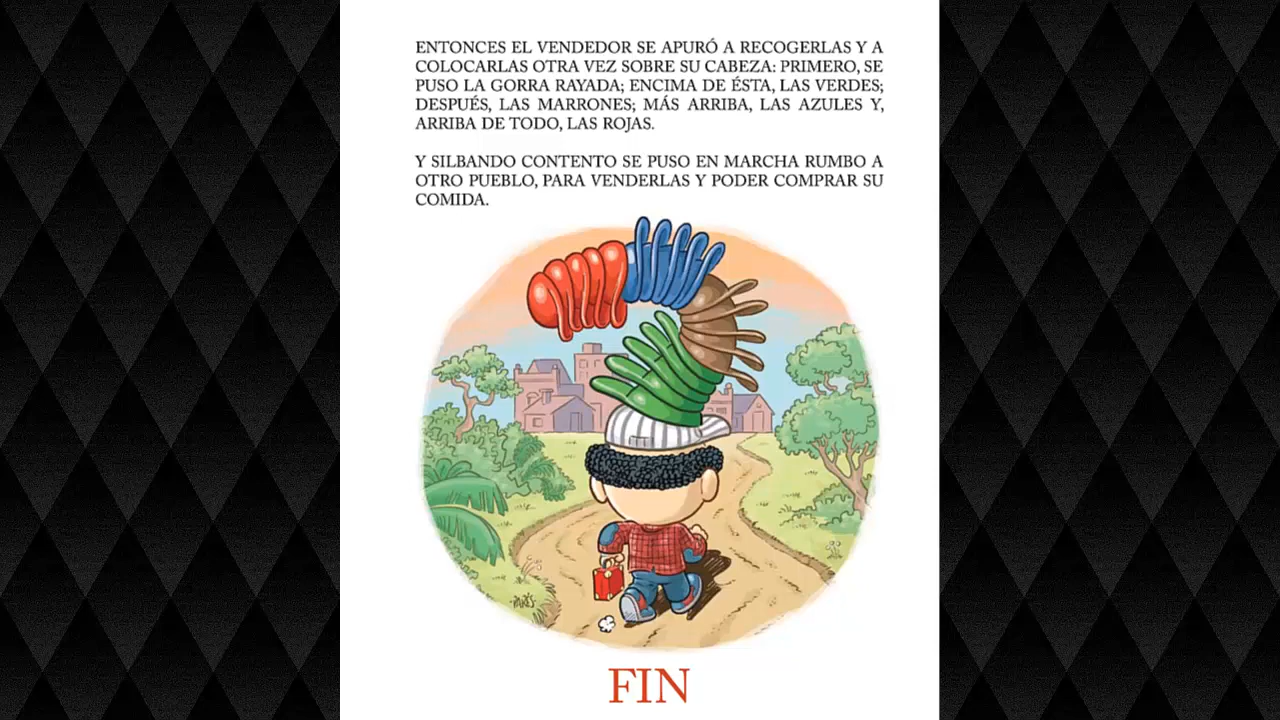 ENTONCES EL VENDEDOR SE APURÓ A RECOGERLAS Y A
COLOCARLAS OTRA VEZ SOBRE SU CABEZA: PRIMERO, SE
PUSO LA GORRA RAYADA; ENCIMA DE ÉSTA, LAS VERDES;
DESPUÉS, LAS MARRONES; MÁS ARRIBA, LAS AZULES Y,
ARRIBA DE TODO, LAS ROJAS.
Y SILBANDO CONTENTO SE PUSO EN MARCHA RUMBO A
OTRO PUEBLO, PARA VENDERLAS Y PODER COMPRAR SU
COMIDA.
PARÉS
FIN